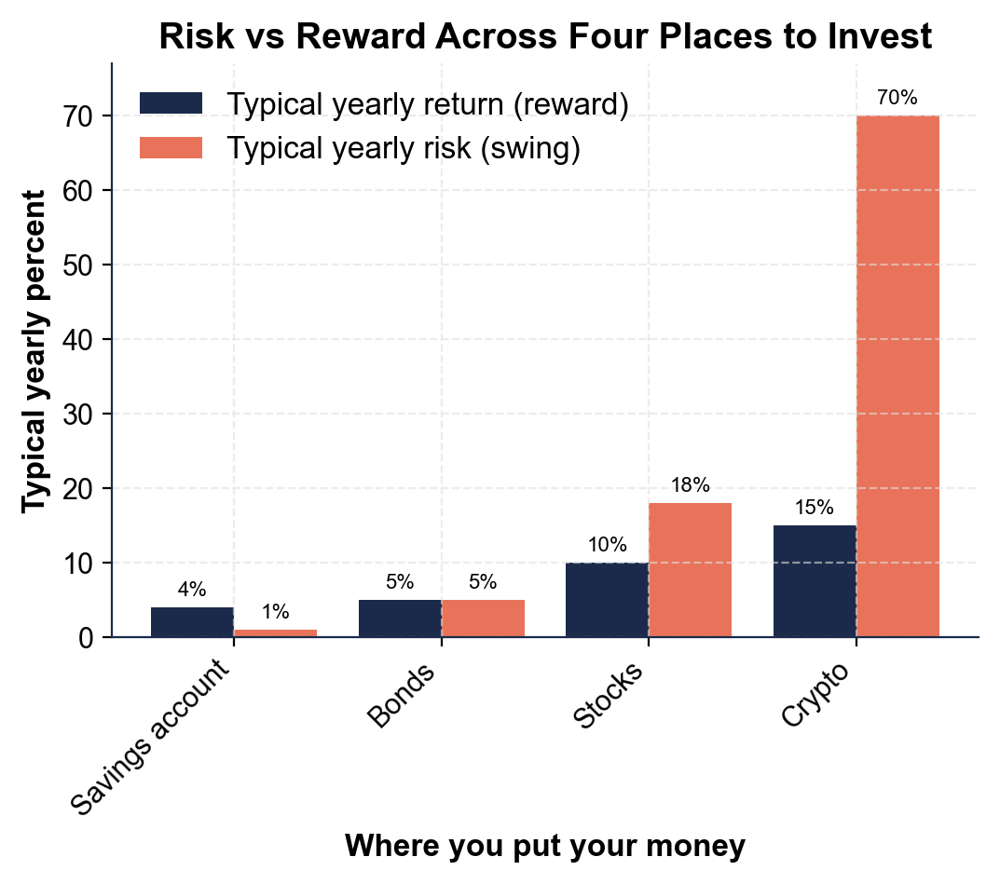 Risk vs Reward Across Four Places to Invest
Typical yearly return (reward)
Typical yearly risk (swing)
Typical yearly percent
70
60
50
40
30
20
10
0
4%
1%
5%
5%
10%
18%
15%
70%
Savings account
Bonds
Stocks
Crypto
Where you put your money